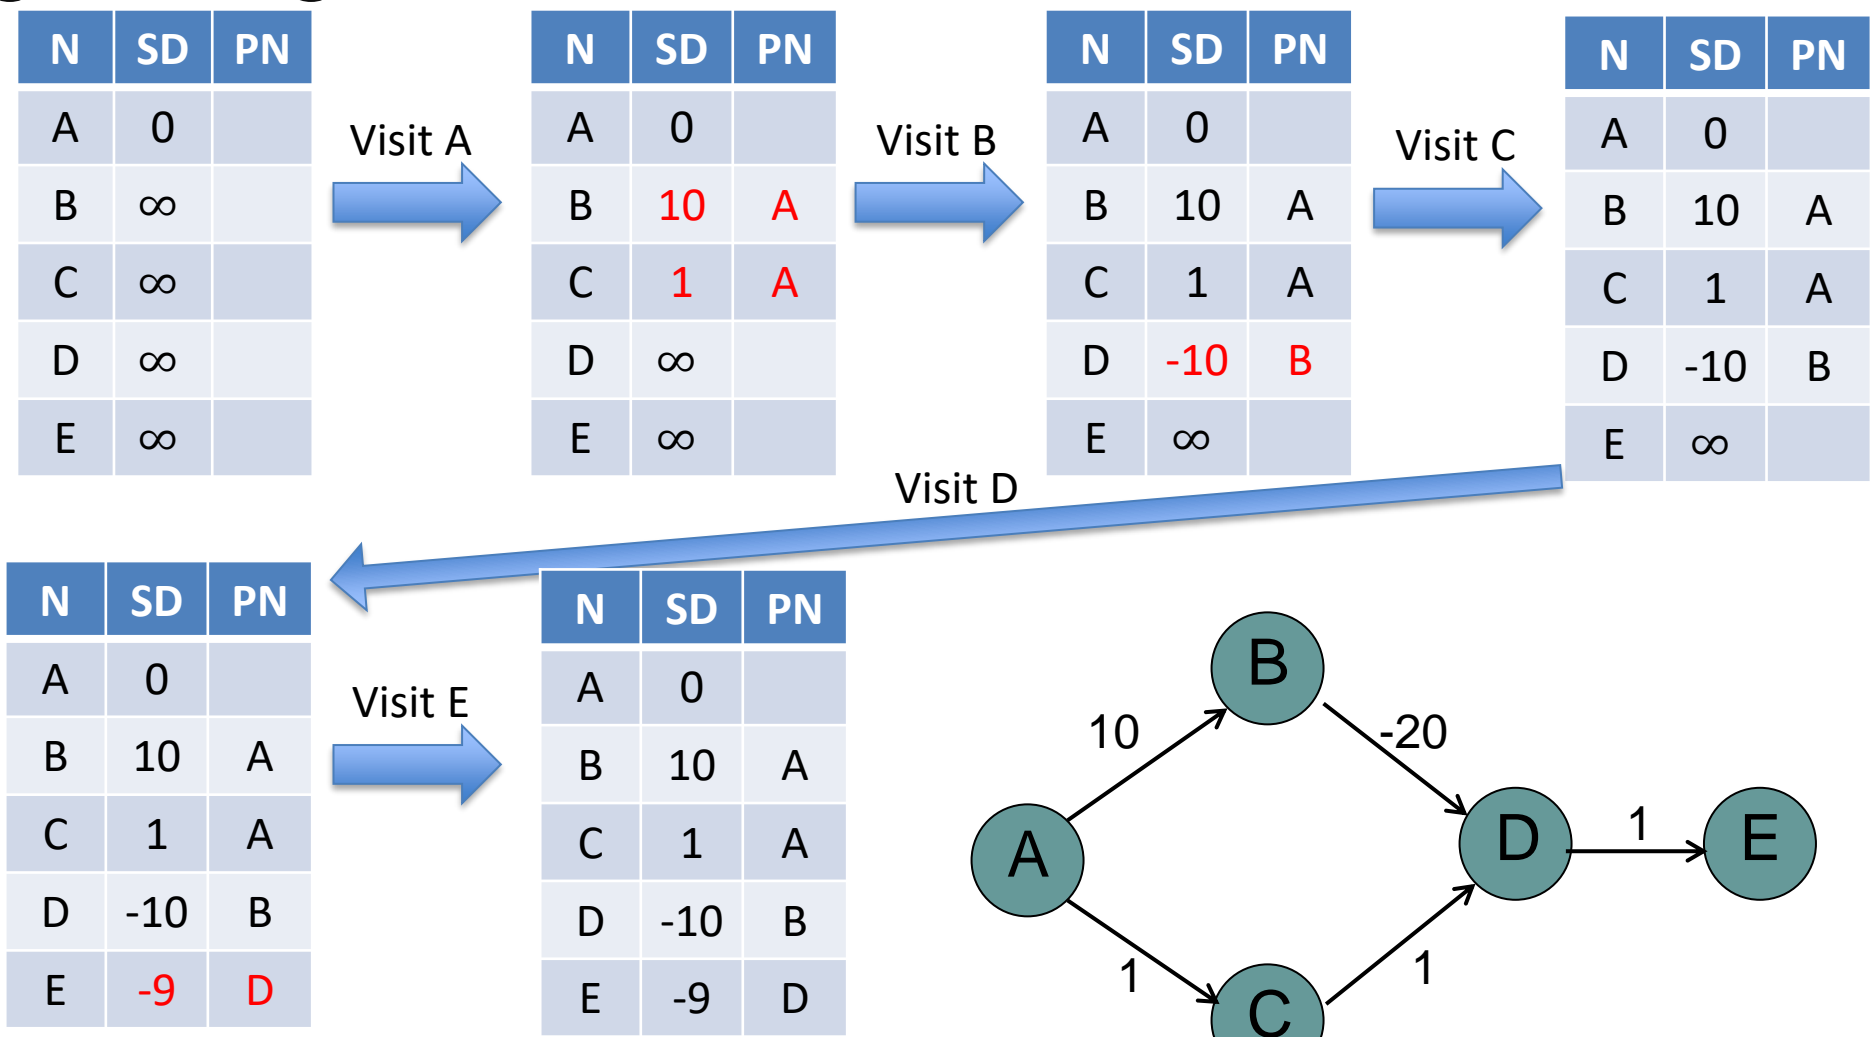 N SD PN
A 0
B ∞
C ∞
D ∞
E ∞
Visit A
N SD PN
A 0
B 10 A
C 1 A
D ∞
E ∞
Visit B
N SD PN
A 0
B 10 A
C 1 A
D -10 B
E ∞
Visit C
N SD PN
A 0
B 10 A
C 1 A
D -10 B
E ∞
Visit D
N SD PN
A 0
B 10 A
C 1 A
D -10 B
E -9 D
Visit E
N SD PN
A 0
B 10 A
C 1 A
D -10 B
E -9 D
B
10
-20
A
D
1
E
1
1
C